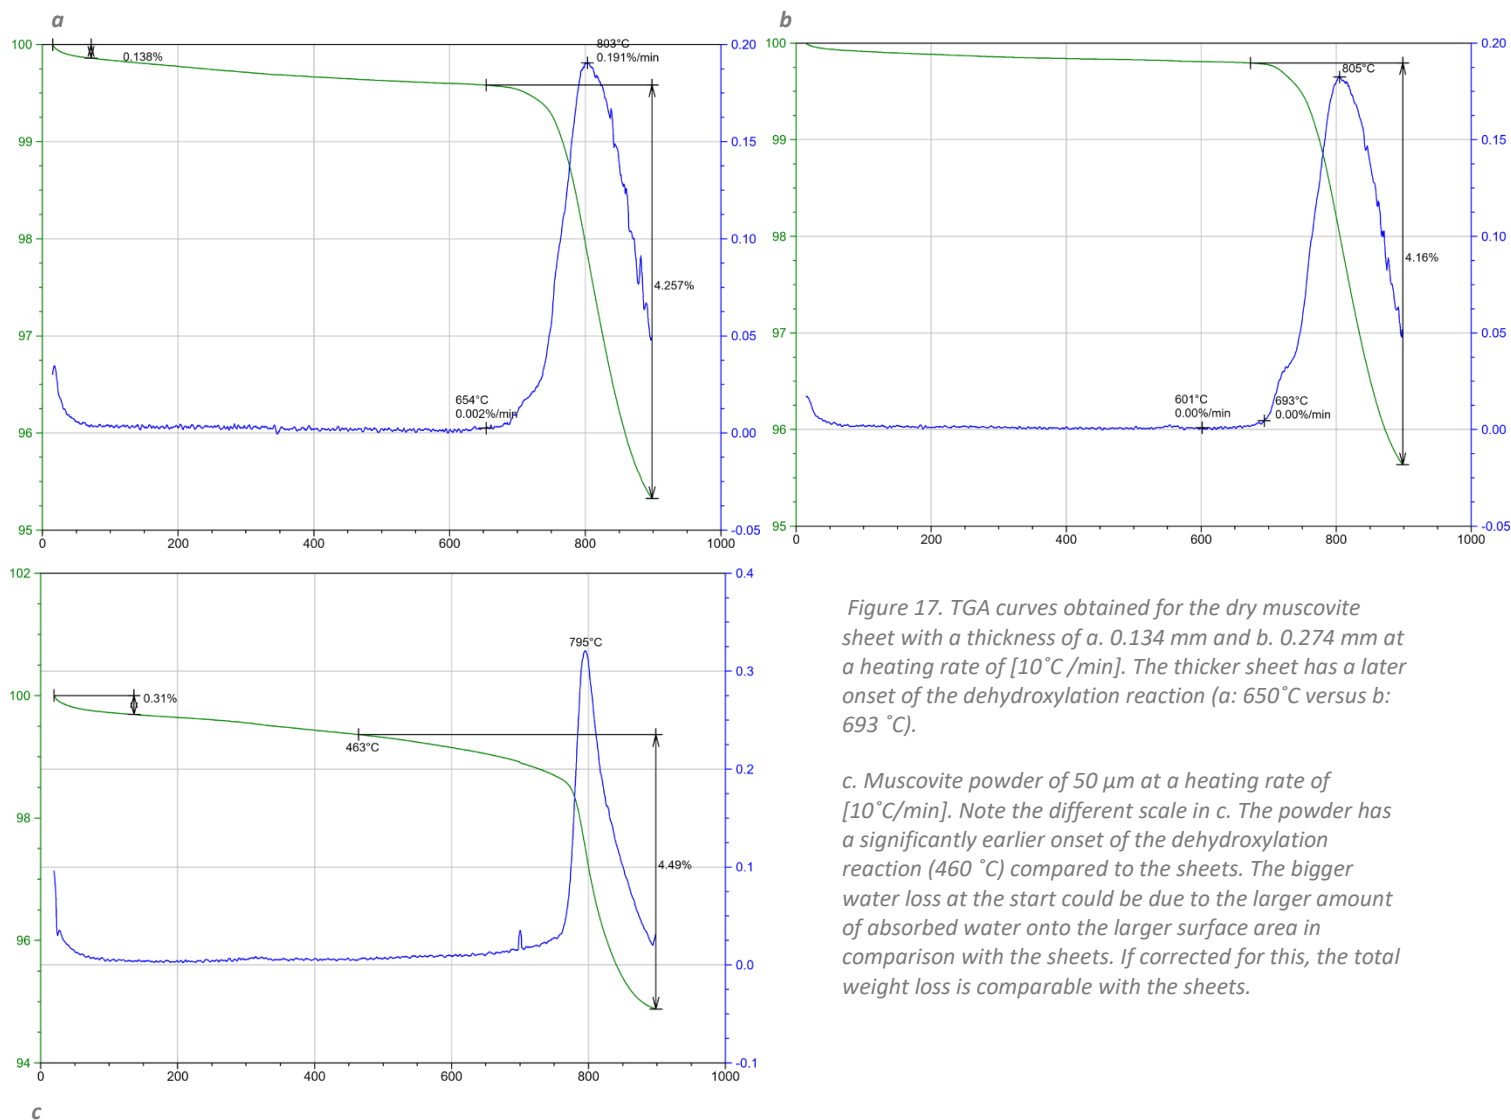 a
b
100
99
98
97
96
95
0.138%
803°C
0.191%/min
4.257%
654°C
0.002%/min
0.20
0.15
0.10
0.05
0.00
-0.05
0 200 400 600 800 1000
100
99
98
97
96
95
805°C
4.16%
601°C
0.00%/min
693°C
0.00%/min
0.20
0.15
0.10
0.05
0.00
-0.05
0 200 400 600 800 1000
102
100
98
96
94
0.31%
463°C
795°C
4.49%
0.4
0.3
0.2
0.1
0.0
-0.1
0 200 400 600 800 1000
c
Figure 17. TGA curves obtained for the dry muscovite
sheet with a thickness of a. 0.134 mm and b. 0.274 mm at
a heating rate of [10˚C /min]. The thicker sheet has a later
onset of the dehydroxylation reaction (a: 650˚C versus b:
693 ˚C).
c. Muscovite powder of 50 μm at a heating rate of
[10˚C/min]. Note the different scale in c. The powder has
a significantly earlier onset of the dehydroxylation
reaction (460 ˚C) compared to the sheets. The bigger
water loss at the start could be due to the larger amount
of absorbed water onto the larger surface area in
comparison with the sheets. If corrected for this, the total
weight loss is comparable with the sheets.